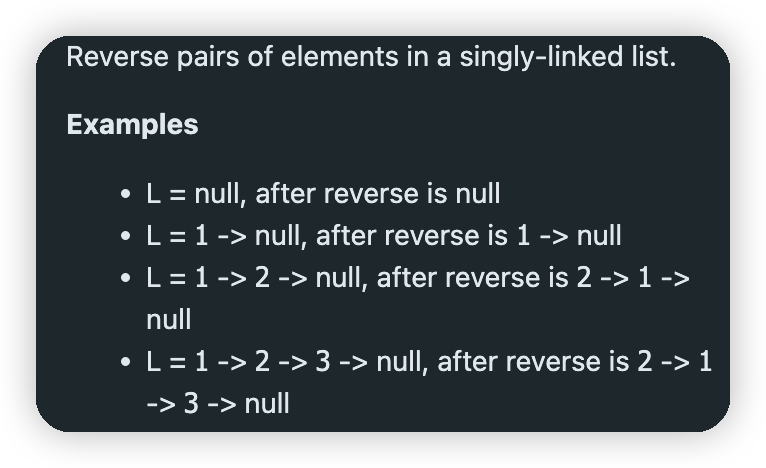 Reverse pairs of elements in a singly-linked list.
Examples
• L = null, after reverse is null
• L = 1 -> null, after reverse is 1 -> null
• L = 1 -> 2 -> null, after reverse is 2 -> 1 ->
null
• L = 1 -> 2 -> 3 -> null, after reverse is 2 -> 1
-> 3 -> null